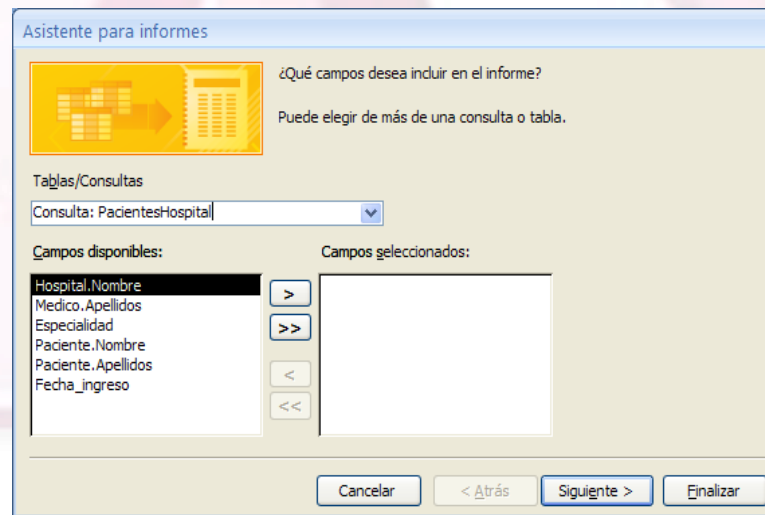 Asistente para informes
¿Qué campos desea incluir en el informe?
Puede elegir de más de una consulta o tabla.
Tablas/Consultas
Consulta: PacientesHospital
Campos disponibles:
Campos seleccionados:
Hospital.Nombre
Medico.Apellidos
Especialidad
Paciente.Nombre
Paciente.Apellidos
Fecha_ingreso
>
>>
<
<<
Cancelar
< Atrás
Siguiente >
Finalizar